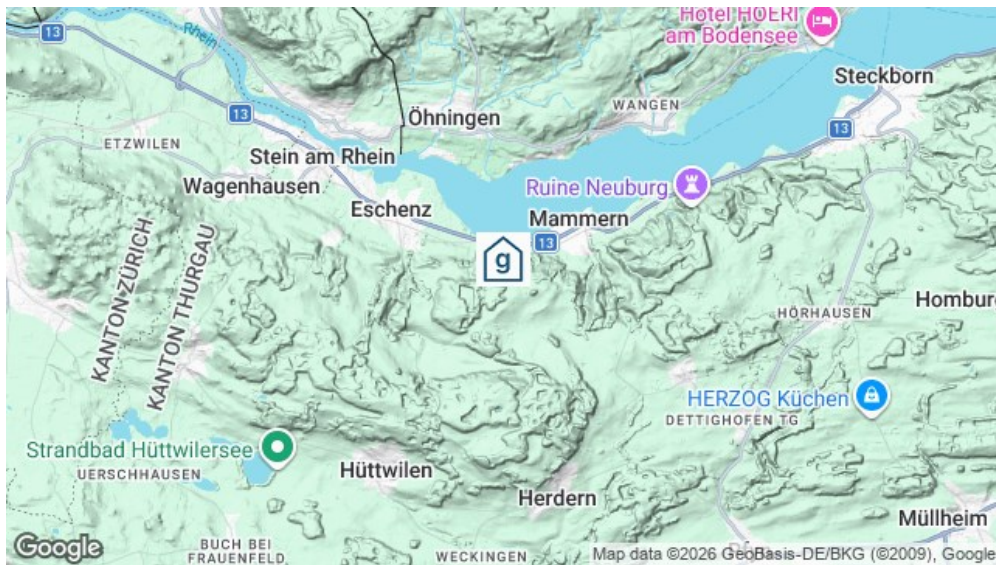 Hotel HOERI
am Bodensee
13
Rhein
Steckborn
WANGEN
Öhningen
13
13
ETZWILEN
Stein am Rhein
Wagenhausen
Ruine Neuburg
Eschenz
Mammern
13
g
KANTON ZÜRICH
KANTON THURGAU
Homburg
HÖRHAUSEN
HERZOG Küchen
DETTIGHOFEN TG
Strandbad Hüttwilersee
UERSCHHAUSEN
Hüttwilen
Herdern
Müllheim
BUCH BEI
FRAUENFELD
WECKINGEN
Google
Map data ©2026 GeoBasis-DE/BKG (©2009), Google